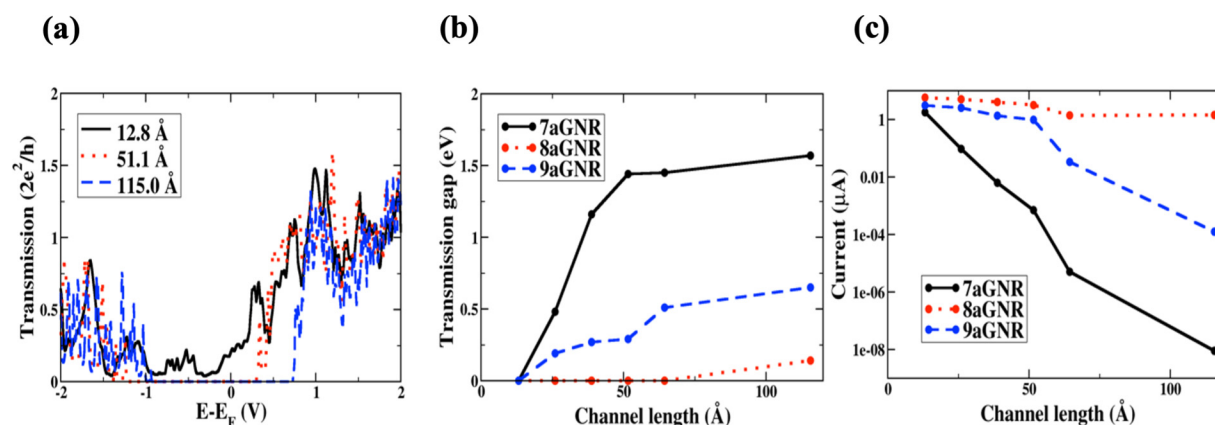 (a)
(b)
(c)
Transmission (2e²/h)
2
1.5
1
0.5
0
12.8 Å
51.1 Å
115.0 Å
-2
-1
0
1
2
E-E_F (V)
Transmission gap (eV)
2
1.5
1
0.5
0
7aGNR
8aGNR
9aGNR
0
50
100
Channel length (Å)
Current (μA)
1
0.01
1e-04
1e-06
1e-08
7aGNR
8aGNR
9aGNR
0
50
100
Channel length (Å)